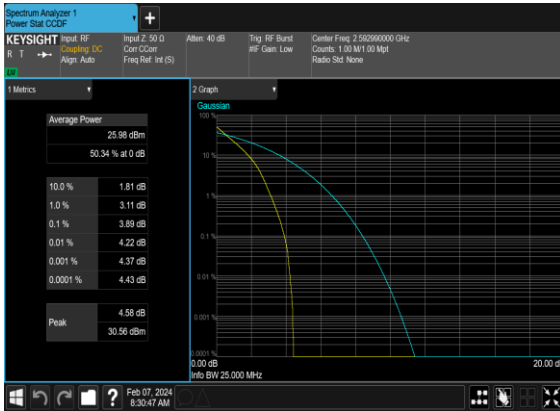 Spectrum Analyzer 1
Power Stat CCDF
KEYSIGHT
R T
Input: RF
Coupling: DC
Align: Auto
Input Z: 50 Ω
Corr CCorr
Freq Ref: Int (S)
Atten: 40 dB
Trig: RF Burst
#IF Gain: Low
Center Freq: 2.592990000 GHz
Counts: 1.00 M/1.00 Mpt
Radio Std: None
1 Metrics
Average Power
25.98 dBm
50.34 % at 0 dB
10.0 % 1.81 dB
1.0 % 3.11 dB
0.1 % 3.89 dB
0.01 % 4.22 dB
0.001 % 4.37 dB
0.0001 % 4.43 dB
Peak
4.58 dB
30.56 dBm
2 Graph
Gaussian
100 %
10 %
1 %
0.1 %
0.01 %
0.001 %
0.0001 %
0.00 dB
20.00 dB
Info BW 25.000 MHz
?
Feb 07, 2024
8:30:47 AM